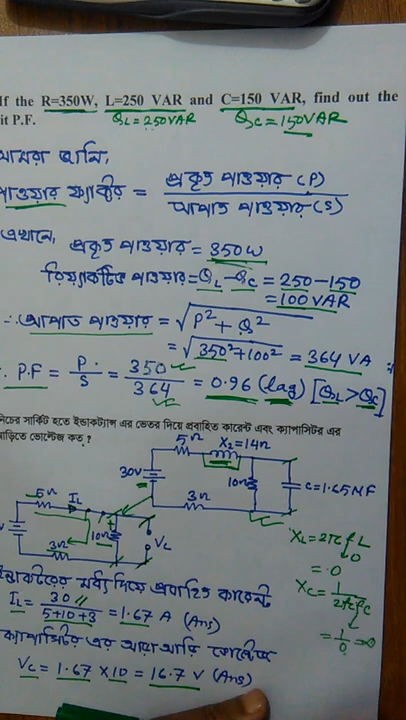 If the R=350W, L=250 VAR and C=150 VAR, find out the
it P.F.
QL=250VAR QC=150VAR
আমরা জানি,
পাওয়ার ফ্যাক্টর = প্রকৃত পাওয়ার (P) / আপাত পাওয়ার (S)
এখানে, প্রকৃত পাওয়ার = 350W
রিয়্যাকটিভ পাওয়ার = QL-QC = 250-150
= 100 VAR
∴ আপাত পাওয়ার = √P²+Q²
= √350²+100² = 364 VA
∴ P.F = P/S = 350/364 = 0.96 (lag) [QL>QC]
নিচের সার্কিট হতে ইন্ডাকট্যান্স এর ভেতর দিয়ে প্রবাহিত কারেন্ট এবং ক্যাপাসিটর এর
আড়িতে ভোল্টেজ কত ?
5Ω X2=14Ω
30V 10Ω C=1.65MF
3Ω
5Ω IL
10Ω VC
3Ω
XL=2πfL
0
= 0
XC = 1/2πfC
= 1/0 = ∞
ইন্ডাকটরের মধ্য দিয়ে প্রবাহিত কারেন্ট
IL = 30/5+10+3 = 1.67 A (Ans)
ক্যাপাসিটর এর আড়াআড়ি ভোল্টেজ
VC = 1.67 × 10 = 16.7 V (Ans)